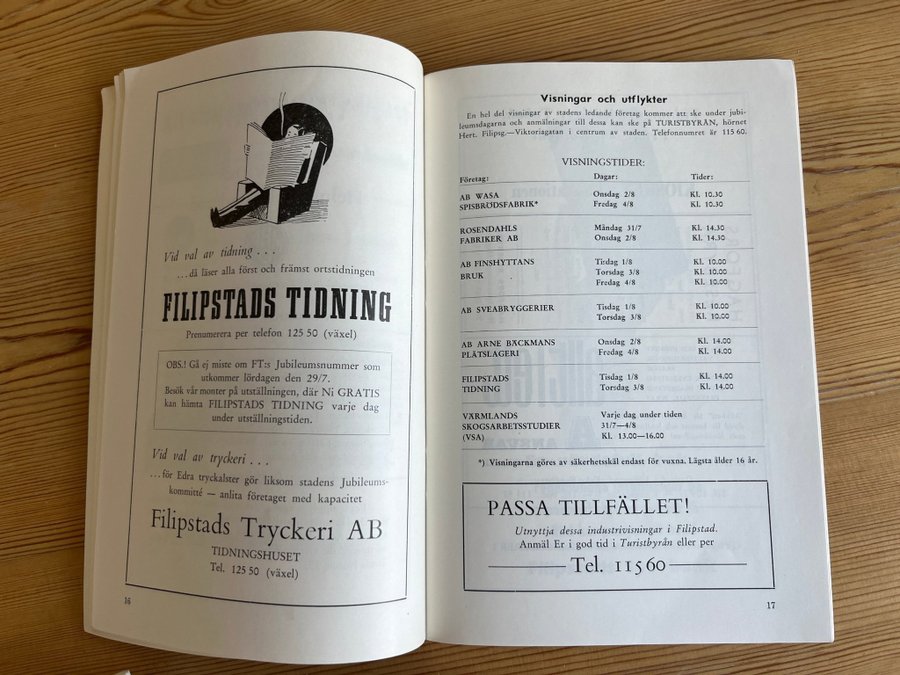 Vid val av tidning . . .
. . . då läser alla först och främst ortstidningen
FILIPSTADS TIDNING
Prenumerera per telefon 125 50 (växel)
OBS.! Gå ej miste om FT:s Jubileumsnummer som
utkommer lördagen den 29/7.
Besök vår monter på utställningen, där Ni GRATIS
kan hämta FILIPSTADS TIDNING varje dag
under utställningstiden.
Vid val av tryckeri . . .
. . . för Edra tryckalster gör liksom stadens Jubileums-
kommitté — anlita företaget med kapacitet
Filipstads Tryckeri AB
TIDNINGSHUSET
Tel. 125 50 (växel)
16
Visningar och utflykter
En hel del visningar av stadens ledande företag kommer att ske under jubi-
leumsdagarna och anmälningar till dessa kan ske på TURISTBYRÅN, hörnet
Hert. Filipsg.—Viktoriagatan i centrum av staden. Telefonnumret är 115 60.
VISNINGSTIDER:
Företag: Dagar: Tider:
AB WASA Onsdag 2/8 Kl. 10.30
SPISBRÖDSFABRIK* Fredag 4/8 Kl. 10.30
ROSENDAHLS Måndag 31/7 Kl. 14.30
FABRIKER AB Onsdag 2/8 Kl. 14.30
AB FINSHYTTANS Tisdag 1/8 Kl. 10.00
BRUK Torsdag 3/8 Kl. 10.00
Fredag 4/8 Kl. 10.00
AB SVEABRYGGERIER Tisdag 1/8 Kl. 10.00
Torsdag 3/8 Kl. 10.00
AB ARNE BÄCKMANS Onsdag 2/8 Kl. 14.00
PLÅTSLAGERI Fredag 4/8 Kl. 14.00
FILIPSTADS Tisdag 1/8 Kl. 14.00
TIDNING Torsdag 3/8 Kl. 14.00
VÄRMLANDS Varje dag under tiden
SKOGSARBETSSTUDIER 31/7—4/8
(VSA) Kl. 13.00—16.00
*) Visningarna göres av säkerhetsskäl endast för vuxna. Lägsta ålder 16 år.
PASSA TILLFÄLLET!
Utnyttja dessa industrivisningar i Filipstad.
Anmäl Er i god tid i Turistbyrån eller per
Tel. 11560
17